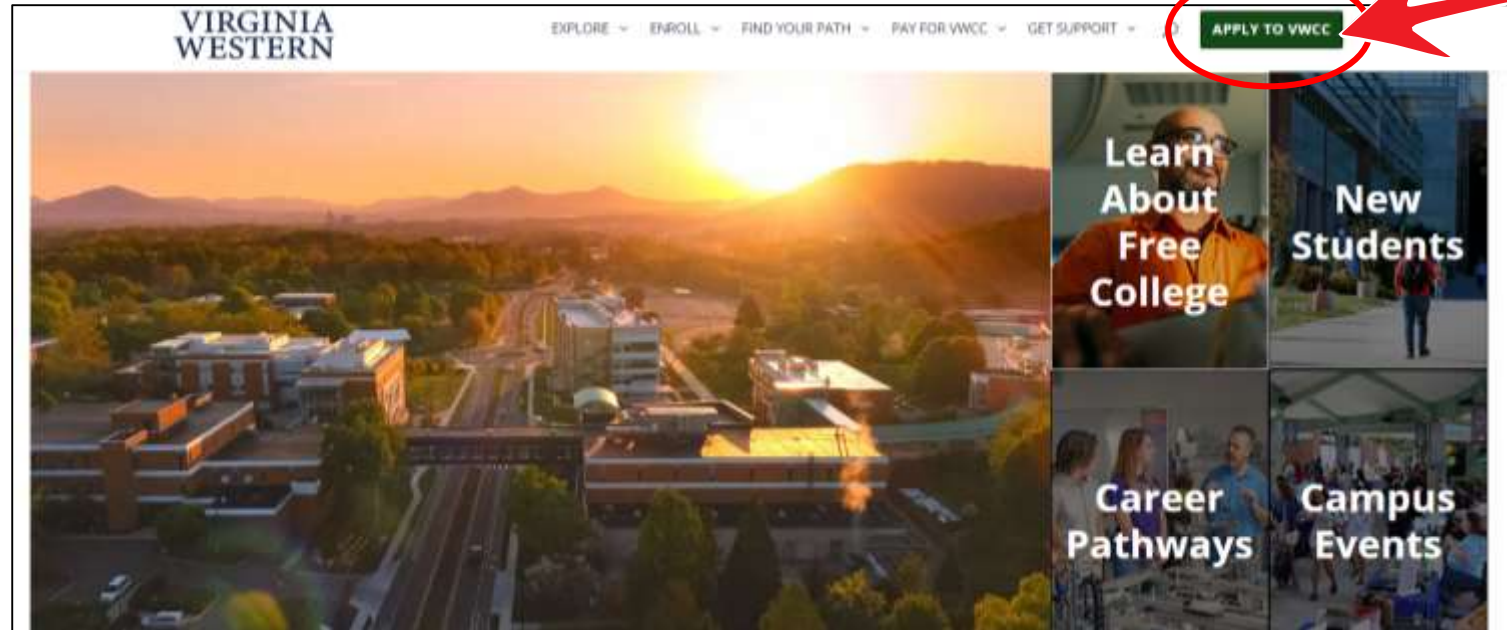 VIRGINIA
WESTERN
EXPLORE ENROLL FIND YOUR PATH PAY FOR VWCC GET SUPPORT APPLY TO VWCC
Learn
About
Free
College
New
Students
Career
Pathways
Campus
Events